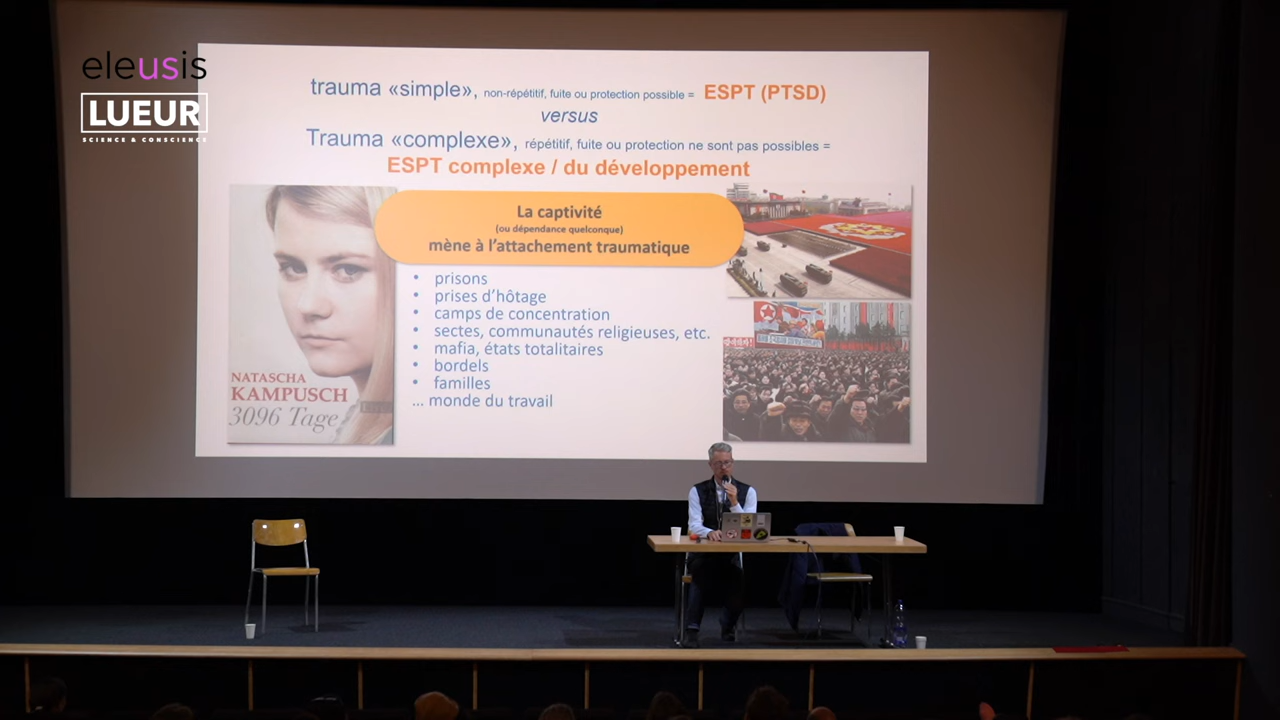 eleusis
LUEUR
SCIENCE & CONSCIENCE
trauma «simple», non-répétitif, fuite ou protection possible = ESPT (PTSD)
versus
Trauma «complexe», répétitif, fuite ou protection ne sont pas possibles =
ESPT complexe / du développement
La captivité
(ou dépendance quelconque)
mène à l'attachement traumatique
• prisons
• prises d'hôtage
• camps de concentration
• sectes, communautés religieuses, etc.
• mafia, états totalitaires
• bordels
• familles
... monde du travail
NATASCHA
KAMPUSCH
3096 Tage